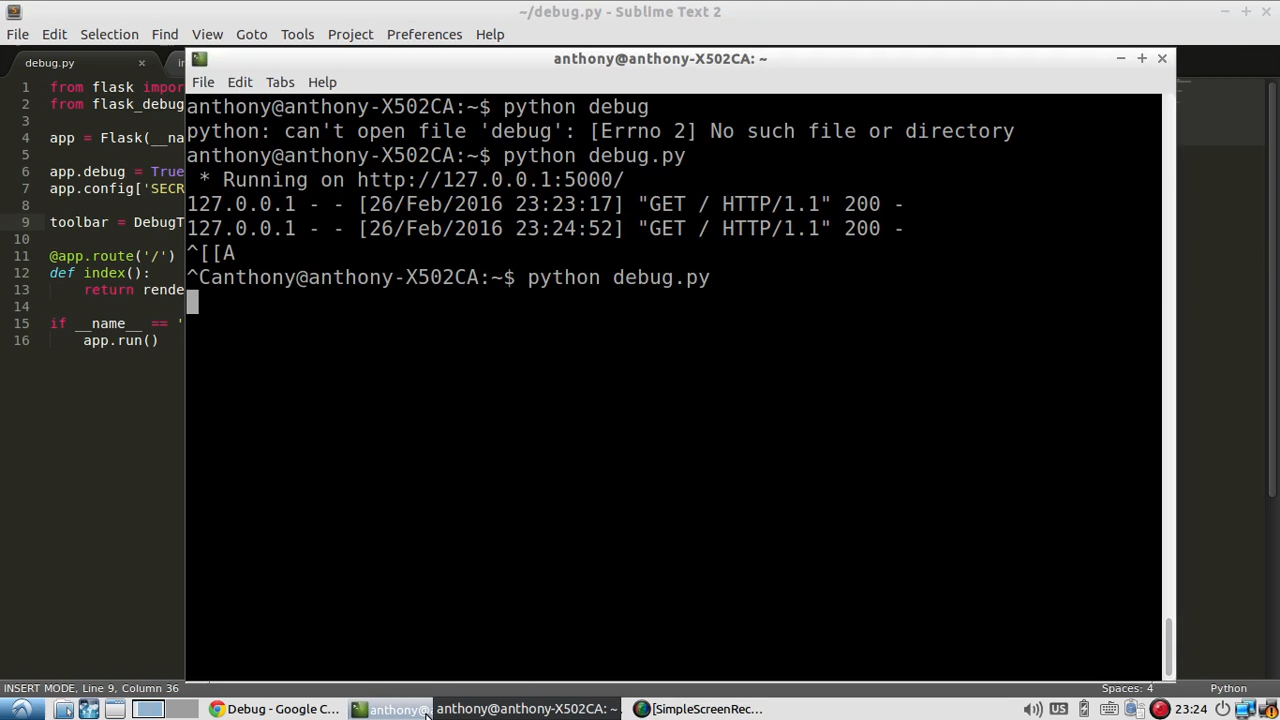 ~/debug.py - Sublime Text 2
File Edit Selection Find View Goto Tools Project Preferences Help
debug.py ×
anthony@anthony-X502CA: ~
File Edit Tabs Help
1 from flask impor
2 from flask_debug
3
4 app = Flask(__na
5
6 app.debug = True
7 app.config['SECR
8
9 toolbar = DebugT
10
11 @app.route('/')
12 def index():
13 return rende
14
15 if __name__ == '
16 app.run()
anthony@anthony-X502CA:~$ python debug
python: can't open file 'debug': [Errno 2] No such file or directory
anthony@anthony-X502CA:~$ python debug.py
* Running on http://127.0.0.1:5000/
127.0.0.1 - - [26/Feb/2016 23:23:17] "GET / HTTP/1.1" 200 -
127.0.0.1 - - [26/Feb/2016 23:24:52] "GET / HTTP/1.1" 200 -
^[[A
^Canthony@anthony-X502CA:~$ python debug.py
INSERT MODE, Line 9, Column 36
Spaces: 4
Python
Debug - Google C...
anthony@
anthony@anthony-X502CA: ~
[SimpleScreenRec...
US
23:24